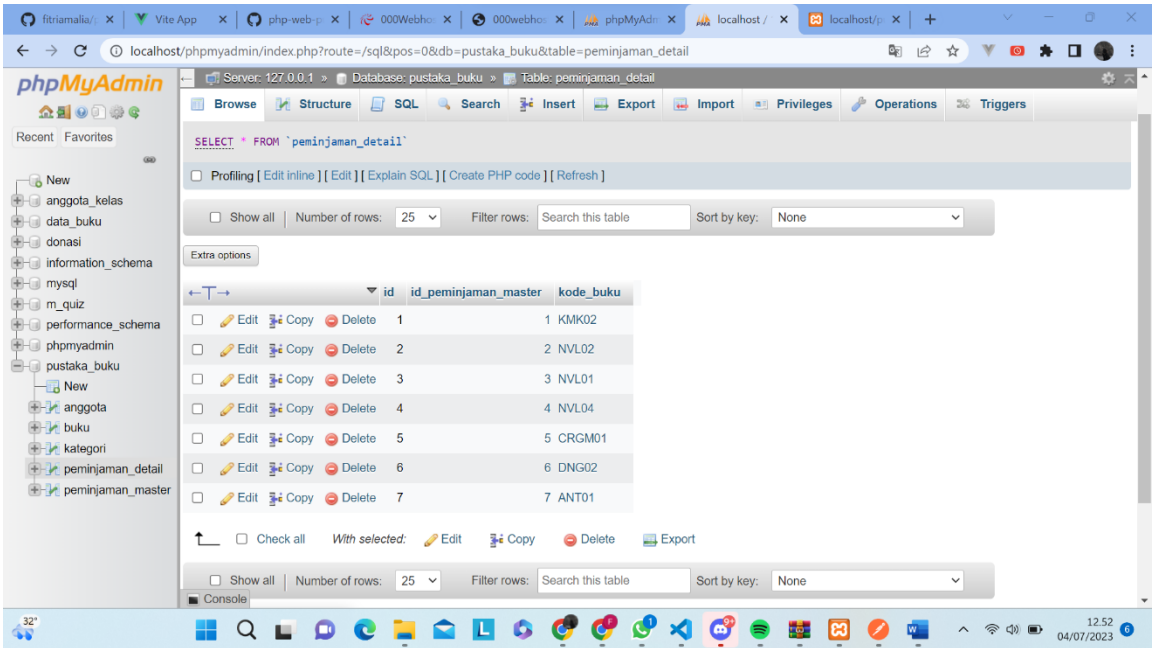 fitriamalia/p Vite App php-web-p 000Webhos 000webhos phpMyAdm localhost / localhost/p
localhost/phpmyadmin/index.php?route=/sql&pos=0&db=pustaka_buku&table=peminjaman_detail
phpMyAdmin
Recent Favorites
New
anggota_kelas
data_buku
donasi
information_schema
mysql
m_quiz
performance_schema
phpmyadmin
pustaka_buku
New
anggota
buku
kategori
peminjaman_detail
peminjaman_master
Server: 127.0.0.1 » Database: pustaka_buku » Table: peminjaman_detail
Browse Structure SQL Search Insert Export Import Privileges Operations Triggers
SELECT * FROM `peminjaman_detail`
Profiling [ Edit inline ] [ Edit ] [ Explain SQL ] [ Create PHP code ] [ Refresh ]
Show all | Number of rows: 25 Filter rows: Search this table Sort by key: None
Extra options
←T→ id id_peminjaman_master kode_buku
Edit Copy Delete 1 1 KMK02
Edit Copy Delete 2 2 NVL02
Edit Copy Delete 3 3 NVL01
Edit Copy Delete 4 4 NVL04
Edit Copy Delete 5 5 CRGM01
Edit Copy Delete 6 6 DNG02
Edit Copy Delete 7 7 ANT01
Check all With selected: Edit Copy Delete Export
Show all | Number of rows: 25 Filter rows: Search this table Sort by key: None
Console
32° 12.52
04/07/2023 6